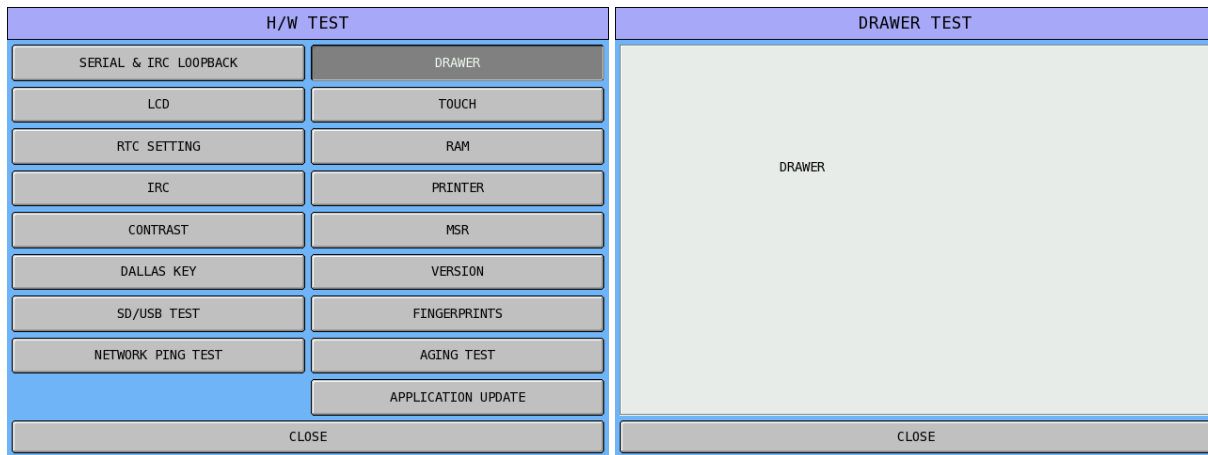 H/W TEST
SERIAL & IRC LOOPBACK
DRAWER
LCD
TOUCH
RTC SETTING
RAM
IRC
PRINTER
CONTRAST
MSR
DALLAS KEY
VERSION
SD/USB TEST
FINGERPRINTS
NETWORK PING TEST
AGING TEST
APPLICATION UPDATE
CLOSE
DRAWER TEST
DRAWER
CLOSE